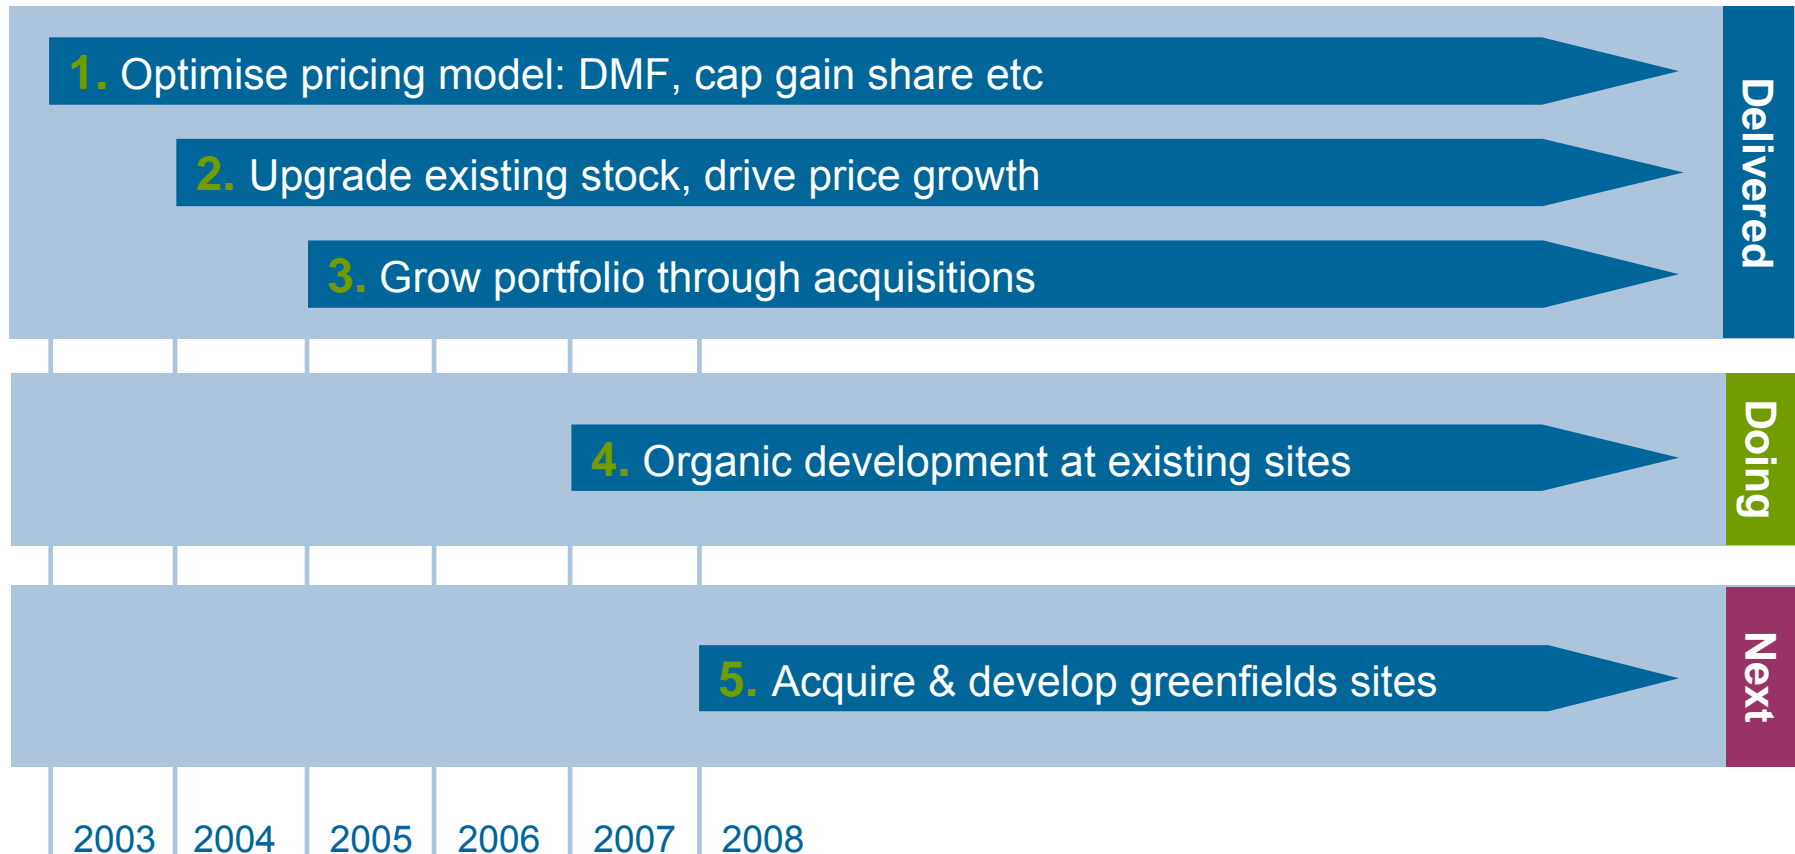 1. Optimise pricing model: DMF, cap gain share etc
2. Upgrade existing stock, drive price growth
3. Grow portfolio through acquisitions
Delivered
4. Organic development at existing sites
Doing
5. Acquire & develop greenfields sites
Next
2003 2004 2005 2006 2007 2008